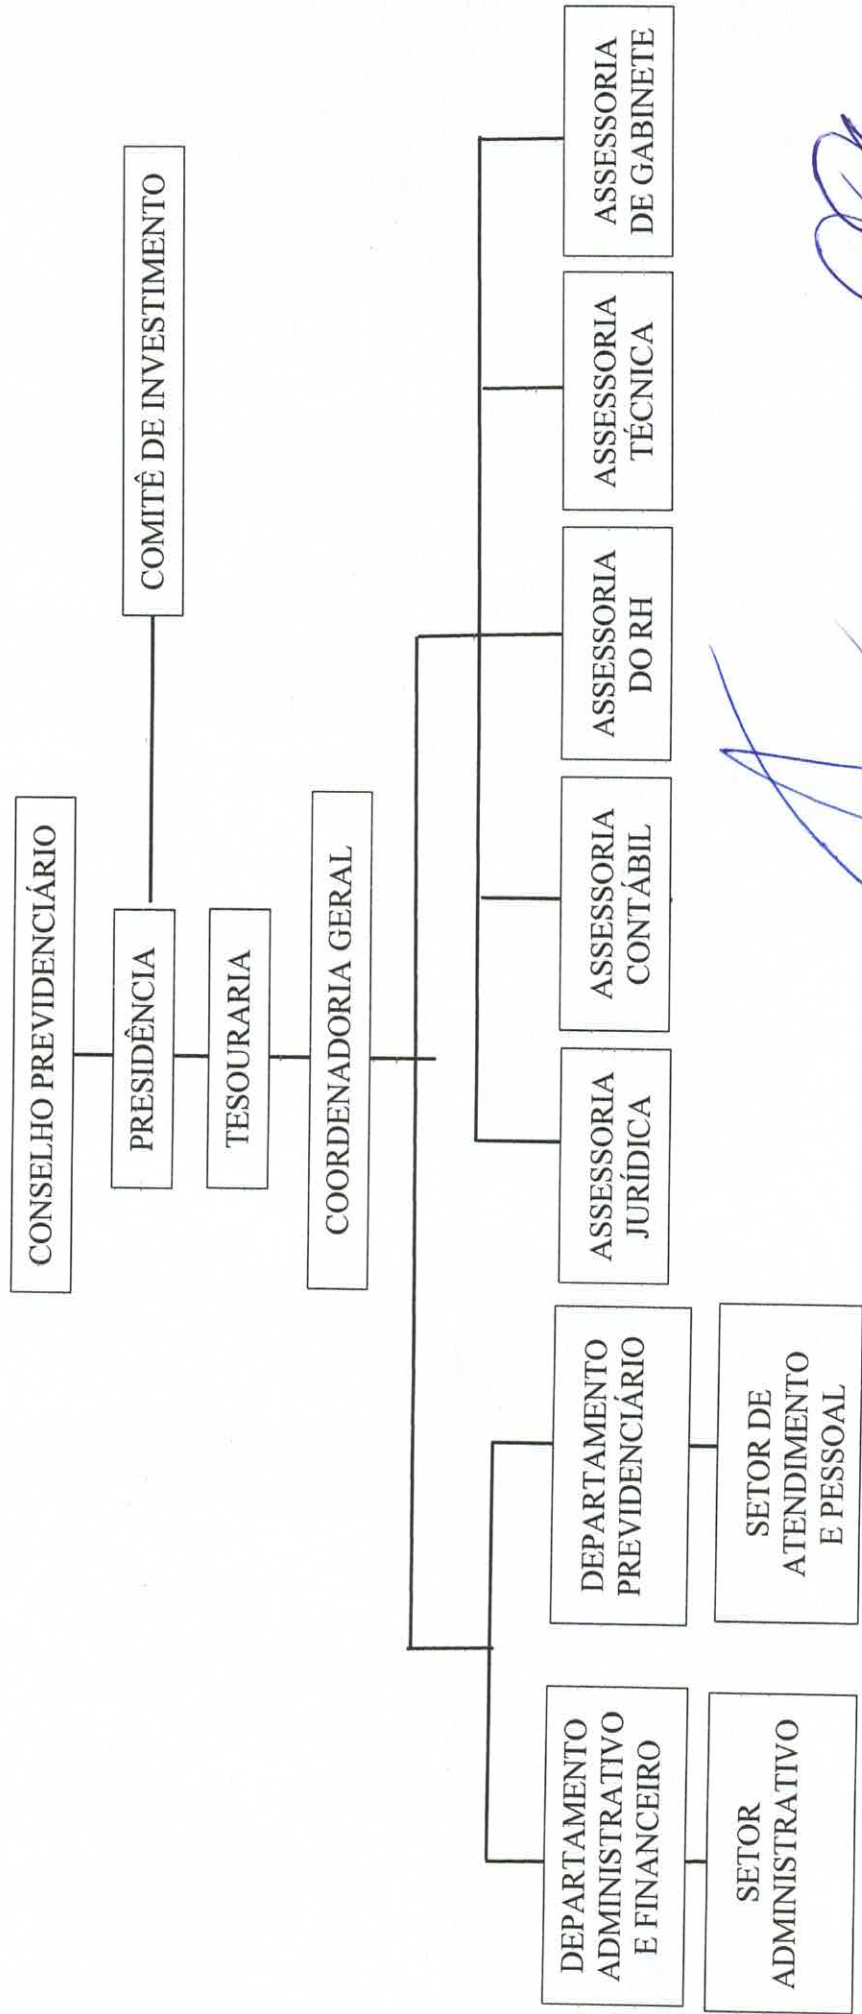 CONSELHO PREVIDENCIÁRIO
PRESIDÊNCIA
COMITÊ DE INVESTIMENTO
TESOURARIA
COORDENADORIA GERAL
DEPARTAMENTO
ADMINISTRATIVO
E FINANCEIRO
DEPARTAMENTO
PREVIDENCIÁRIO
ASSESSORIA
JURÍDICA
ASSESSORIA
CONTÁBIL
ASSESSORIA
DO RH
ASSESSORIA
TÉCNICA
ASSESSORIA
DE GABINETE
SETOR
ADMINISTRATIVO
SETOR DE
ATENDIMENTO
E PESSOAL